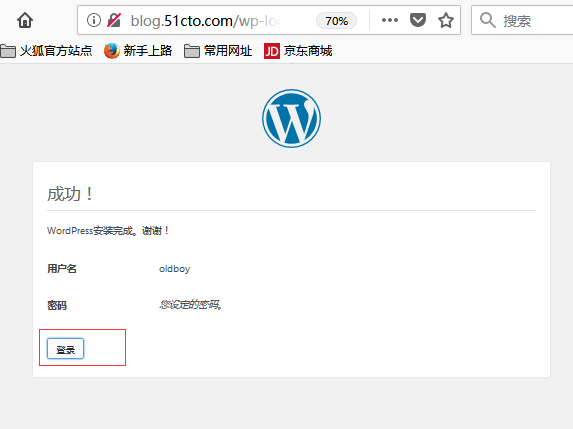 blog.51cto.com/wp-lo
70%
搜索
火狐官方站点 新手上路 常用网址 JD 京东商城
成功！
WordPress安装完成。谢谢！
用户名 oldboy
密码 您设定的密码。
登录